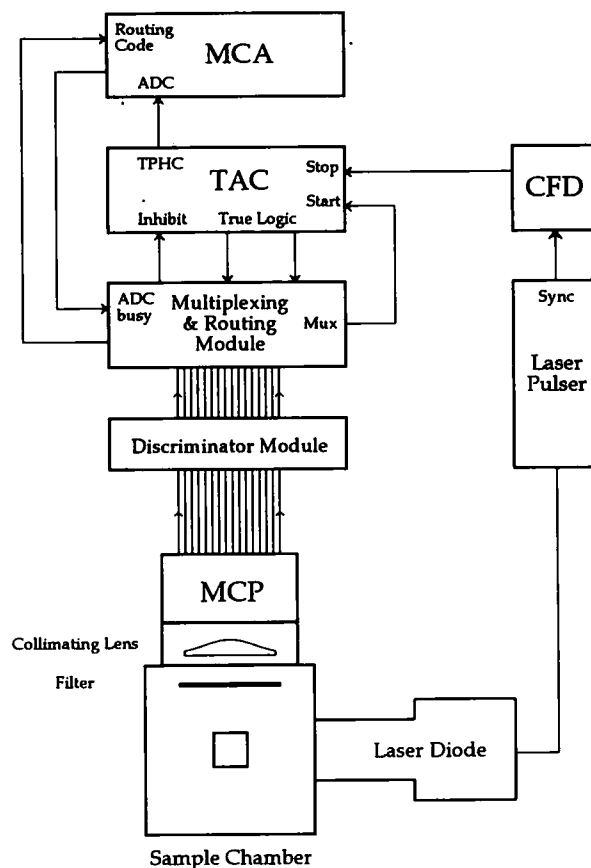 Routing
Code
MCA
ADC
TPHC
Stop
TAC
Start
Inhibit
True Logic
CFD
ADC
busy
Multiplexing
& Routing
Module
Mux
Sync
Laser
Pulser
Discriminator Module
MCP
Collimating Lens
Filter
Laser Diode
Sample Chamber